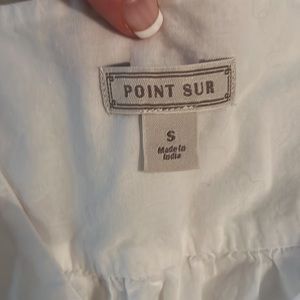 POINT SUR
S
Made in
India